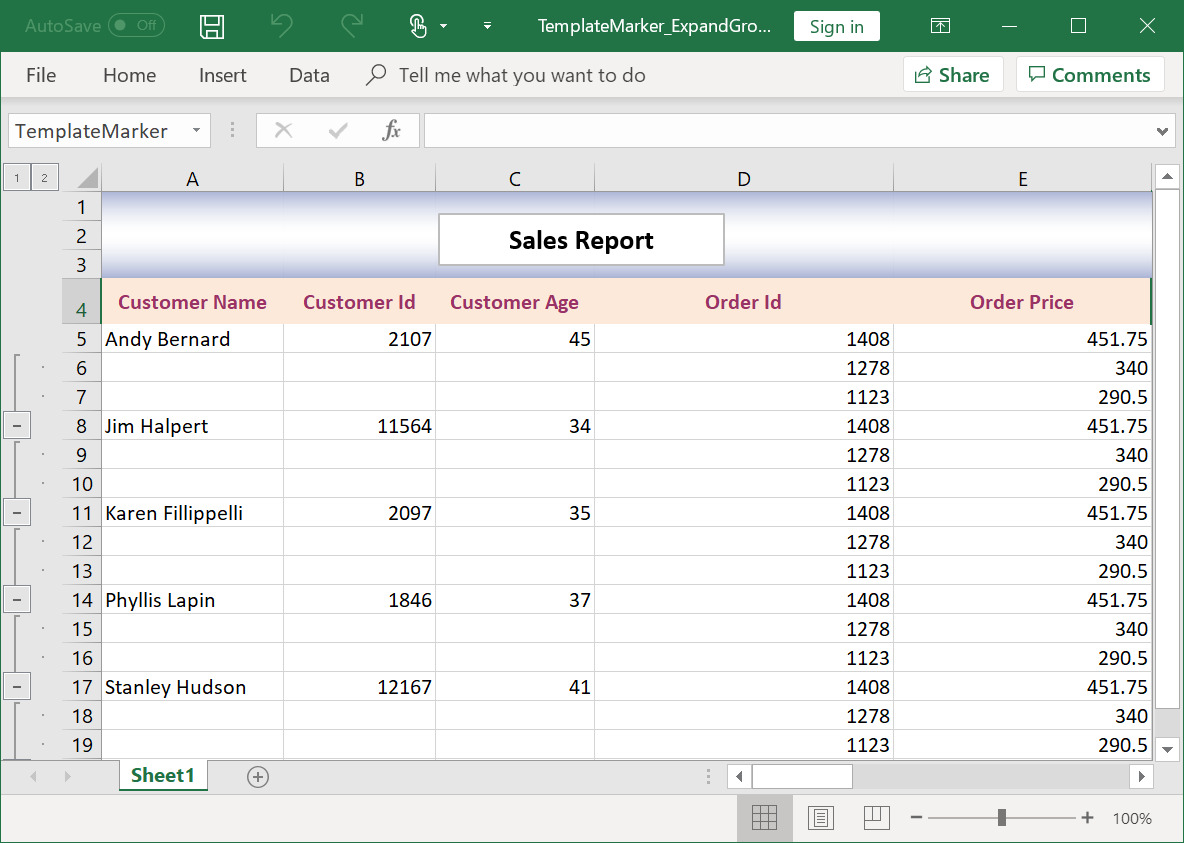 AutoSave Off TemplateMarker_ExpandGro... Sign in
File Home Insert Data Tell me what you want to do Share Comments
TemplateMarker fx
1 2 A B C D E
1
2 Sales Report
3
4 Customer Name Customer Id Customer Age Order Id Order Price
5 Andy Bernard 2107 45 1408 451.75
6 1278 340
7 1123 290.5
8 Jim Halpert 11564 34 1408 451.75
9 1278 340
10 1123 290.5
11 Karen Fillippelli 2097 35 1408 451.75
12 1278 340
13 1123 290.5
14 Phyllis Lapin 1846 37 1408 451.75
15 1278 340
16 1123 290.5
17 Stanley Hudson 12167 41 1408 451.75
18 1278 340
19 1123 290.5
Sheet1
100%